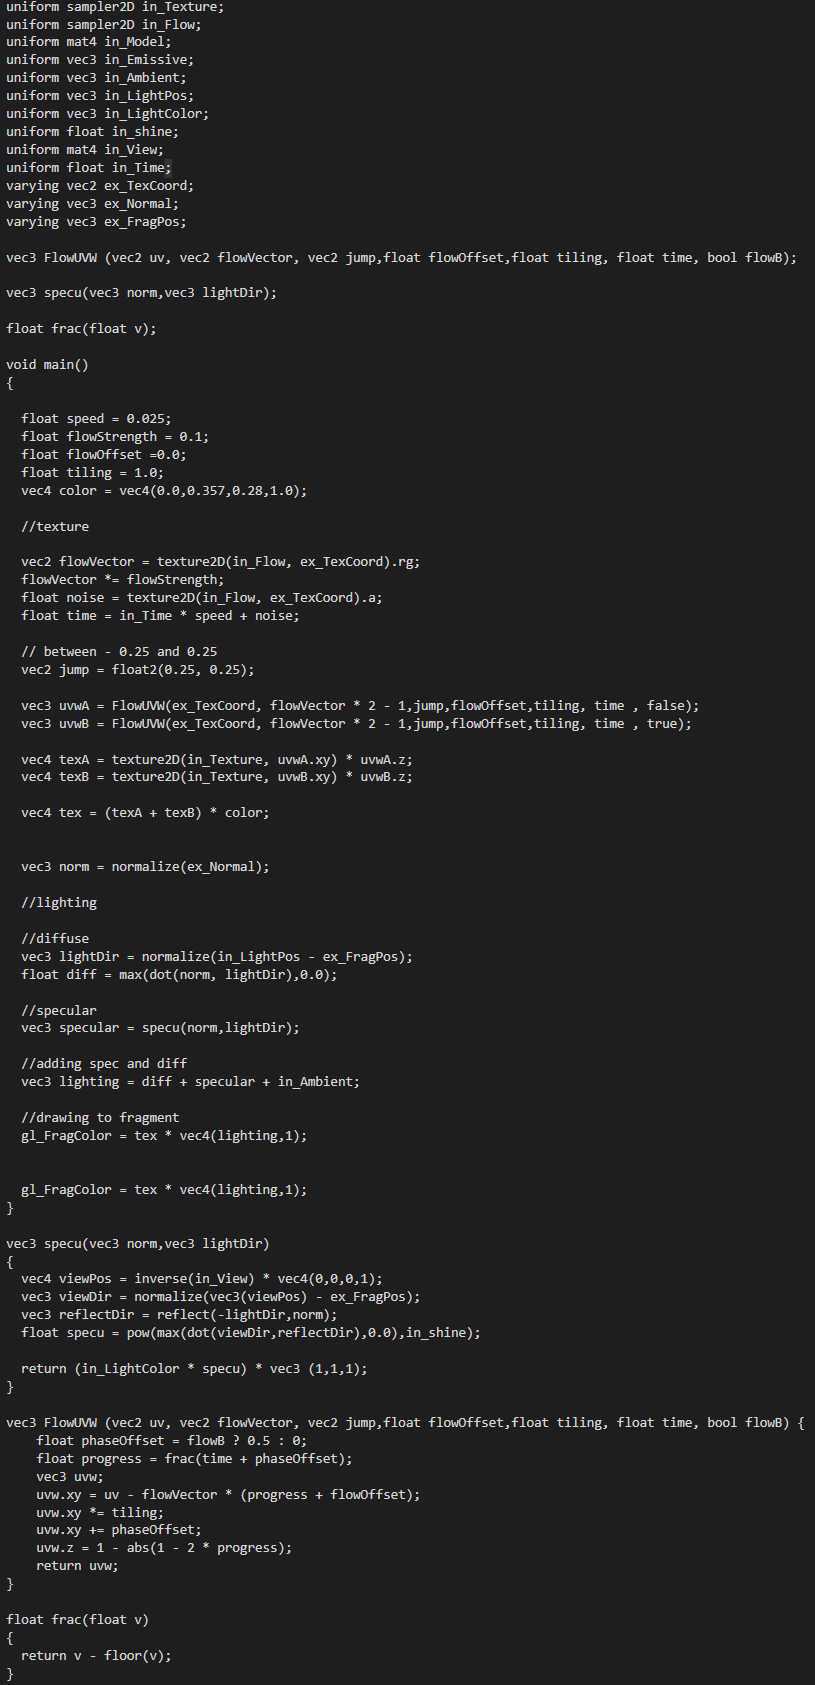 uniform sampler2D in_Texture;
uniform sampler2D in_Flow;
uniform mat4 in_Model;
uniform vec3 in_Emissive;
uniform vec3 in_Ambient;
uniform vec3 in_LightPos;
uniform vec3 in_LightColor;
uniform float in_shine;
uniform mat4 in_View;
uniform float in_Time;
varying vec2 ex_TexCoord;
varying vec3 ex_Normal;
varying vec3 ex_FragPos;

vec3 FlowUVW (vec2 uv, vec2 flowVector, vec2 jump,float flowOffset,float tiling, float time, bool flowB);

vec3 specu(vec3 norm,vec3 lightDir);

float frac(float v);

void main()
{

  float speed = 0.025;
  float flowStrength = 0.1;
  float flowOffset =0.0;
  float tiling = 1.0;
  vec4 color = vec4(0.0,0.357,0.28,1.0);

  //texture

  vec2 flowVector = texture2D(in_Flow, ex_TexCoord).rg;
  flowVector *= flowStrength;
  float noise = texture2D(in_Flow, ex_TexCoord).a;
  float time = in_Time * speed + noise;

  // between - 0.25 and 0.25
  vec2 jump = float2(0.25, 0.25);

  vec3 uvwA = FlowUVW(ex_TexCoord, flowVector * 2 - 1,jump,flowOffset,tiling, time , false);
  vec3 uvwB = FlowUVW(ex_TexCoord, flowVector * 2 - 1,jump,flowOffset,tiling, time , true);

  vec4 texA = texture2D(in_Texture, uvwA.xy) * uvwA.z;
  vec4 texB = texture2D(in_Texture, uvwB.xy) * uvwB.z;

  vec4 tex = (texA + texB) * color;


  vec3 norm = normalize(ex_Normal);

  //lighting

  //diffuse
  vec3 lightDir = normalize(in_LightPos - ex_FragPos);
  float diff = max(dot(norm, lightDir),0.0);

  //specular
  vec3 specular = specu(norm,lightDir);

  //adding spec and diff
  vec3 lighting = diff + specular + in_Ambient;

  //drawing to fragment
  gl_FragColor = tex * vec4(lighting,1);


  gl_FragColor = tex * vec4(lighting,1);
}

vec3 specu(vec3 norm,vec3 lightDir)
{
  vec4 viewPos = inverse(in_View) * vec4(0,0,0,1);
  vec3 viewDir = normalize(vec3(viewPos) - ex_FragPos);
  vec3 reflectDir = reflect(-lightDir,norm);
  float specu = pow(max(dot(viewDir,reflectDir),0.0),in_shine);

  return (in_LightColor * specu) * vec3 (1,1,1);
}

vec3 FlowUVW (vec2 uv, vec2 flowVector, vec2 jump,float flowOffset,float tiling, float time, bool flowB) {
    float phaseOffset = flowB ? 0.5 : 0;
    float progress = frac(time + phaseOffset);
    vec3 uvw;
    uvw.xy = uv - flowVector * (progress + flowOffset);
    uvw.xy *= tiling;
    uvw.xy += phaseOffset;
    uvw.z = 1 - abs(1 - 2 * progress);
    return uvw;
}

float frac(float v)
{
  return v - floor(v);
}